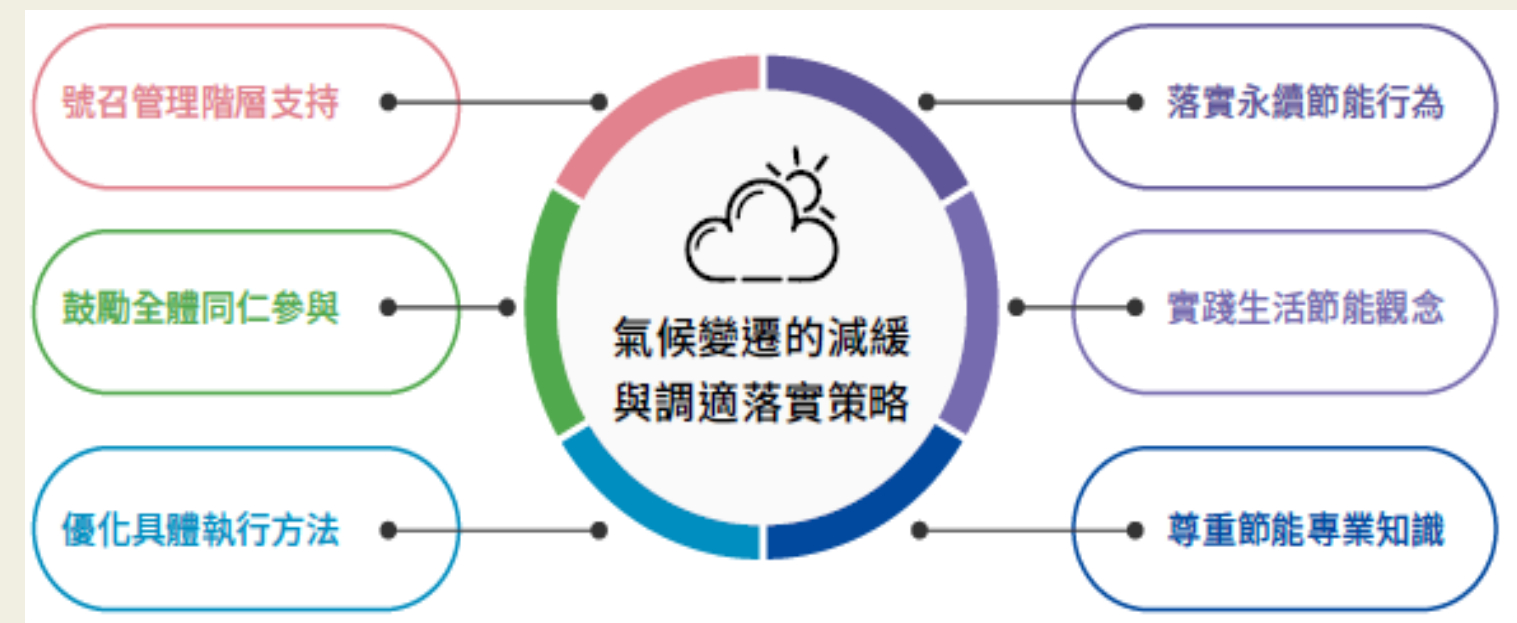 號召管理階層支持
鼓勵全體同仁參與
優化具體執行方法
氣候變遷的減緩
與調適落實策略
落實永續節能行為
實踐生活節能觀念
尊重節能專業知識